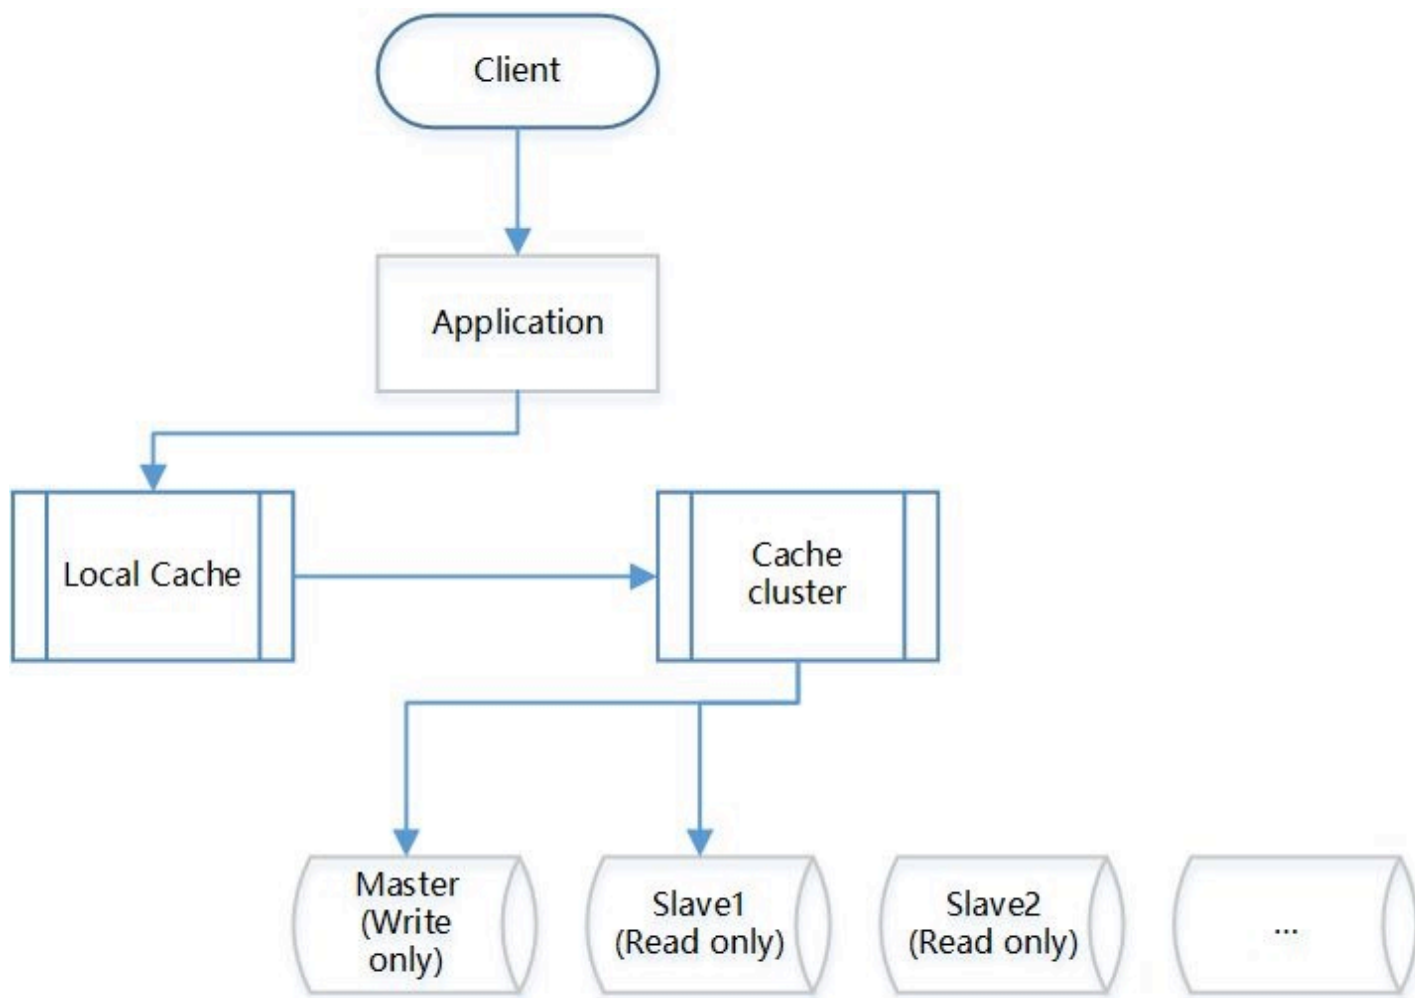 Client
Application
Local Cache
Cache
cluster
Master
(Write
only)
Slave1
(Read only)
Slave2
(Read only)
...